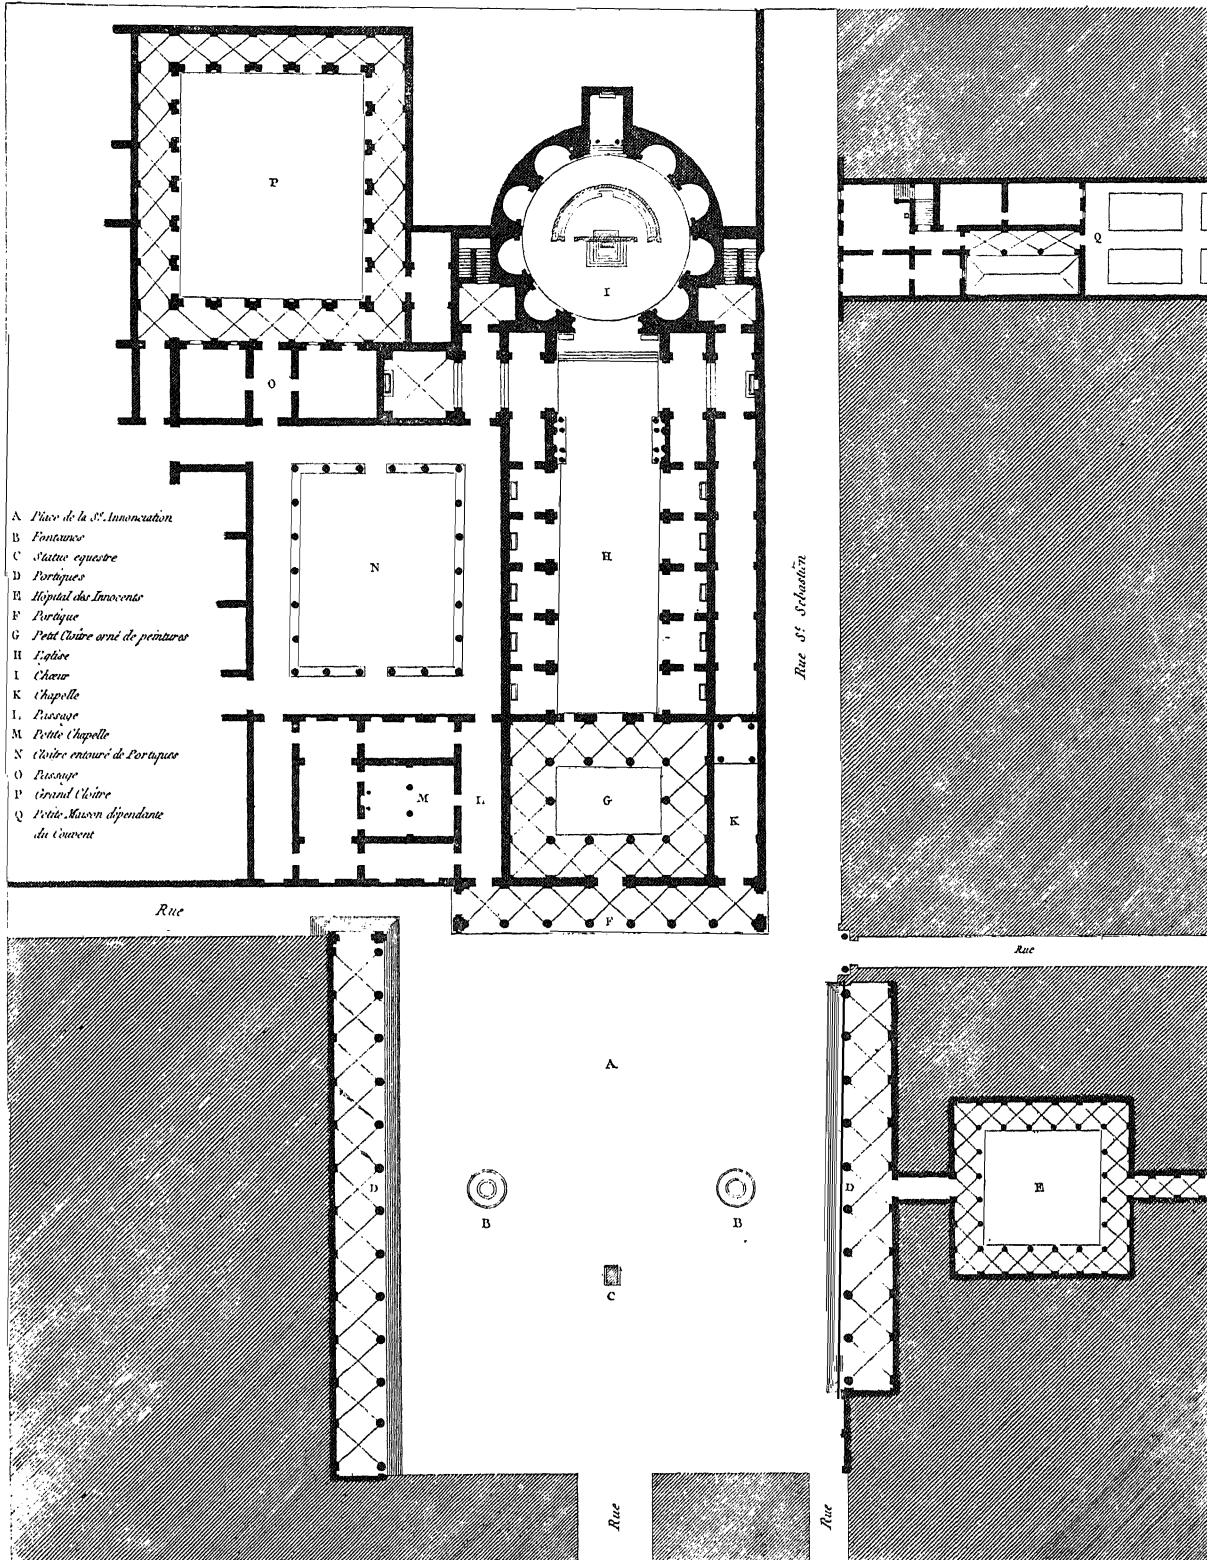 P
Q
I
O
A Place de la S.te Annonciation
B Fontaines
C Statue equestre
D Portiques
E Hôpital des Innocents
F Portique
G Petit Cloître orné de peintures
H Eglise
I Chœur
K Chapelle
L Passage
M Petite Chapelle
N Cloître entouré de Portiques
O Passage
P Grand Cloître
Q Petite Maison dépendante
du Couvent
N
H
Rue S.t Sebastien
M
L
G
K
Rue
F
Rue
A
D
B
B
D
E
C
Rue
Rue